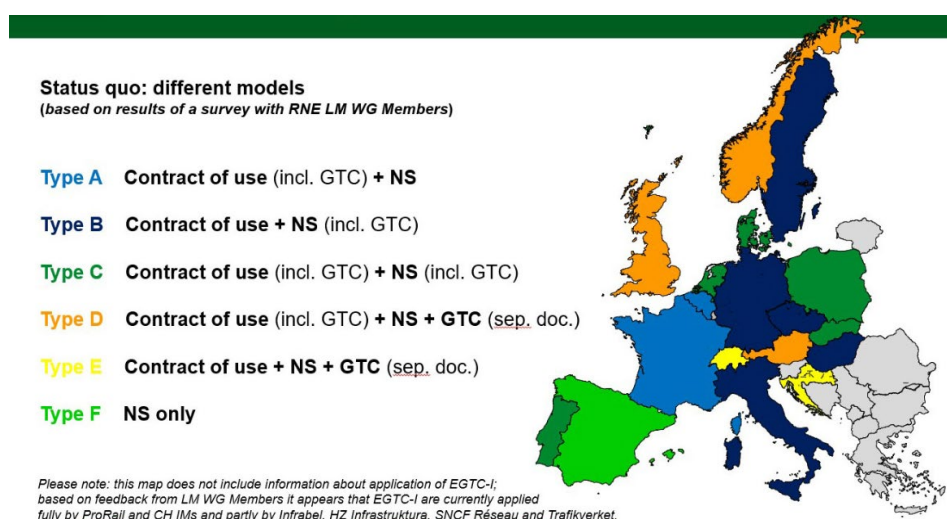 Status quo: different models
(based on results of a survey with RNE LM WG Members)
Type A Contract of use (incl. GTC) + NS
Type B Contract of use + NS (incl. GTC)
Type C Contract of use (incl. GTC) + NS (incl. GTC)
Type D Contract of use (incl. GTC) + NS + GTC (sep. doc.)
Type E Contract of use + NS + GTC (sep. doc.)
Type F NS only
Please note: this map does not include information about application of EGTC-I;
based on feedback from LM WG Members it appears that EGTC-I are currently applied
fully by ProRail and CH IMs and partly by Infrabel, HZ Infrastruktura, SNCF Réseau and Trafikverket.